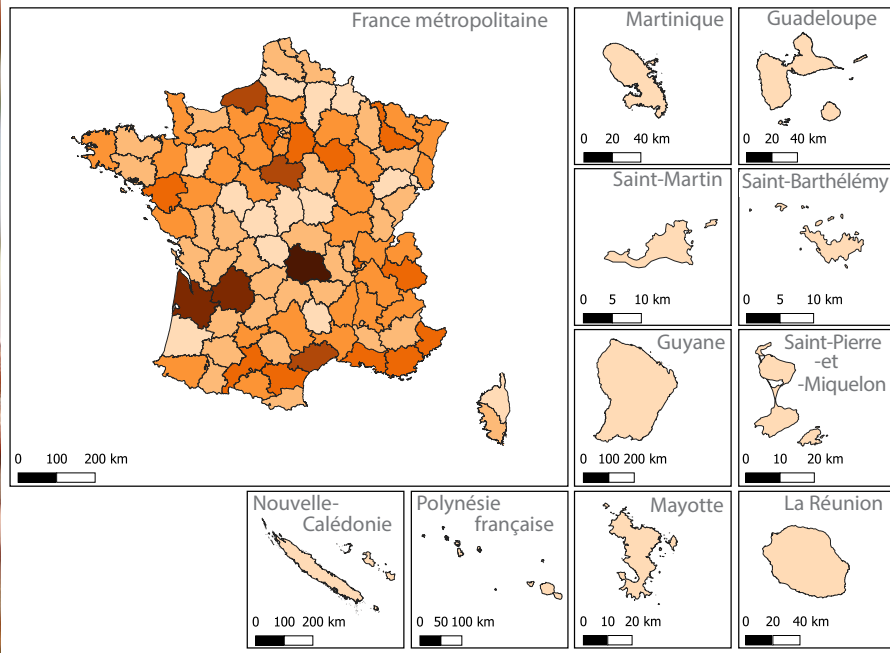 France métropolitaine
0 100 200 km
Martinique
0 20 40 km
Guadeloupe
0 20 40 km
Saint-Martin
0 5 10 km
Saint-Barthélémy
0 5 10 km
Guyane
0 100 200 km
Saint-Pierre
-et
-Miquelon
0 10 20 km
Nouvelle-
Calédonie
0 100 200 km
Polynésie
française
0 50 100 km
Mayotte
0 10 20 km
La Réunion
0 20 40 km